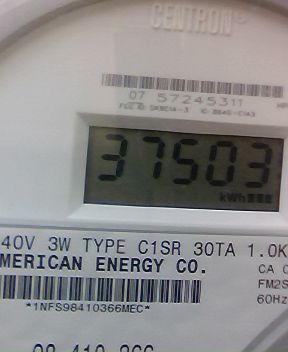 CENTRON®
07 57245311
37503
kWh
40V 3W TYPE C1SR 30TA 1.0K
MERICAN ENERGY CO.
CA 0
FM2S
60Hz
*1NFS98410366MEC*